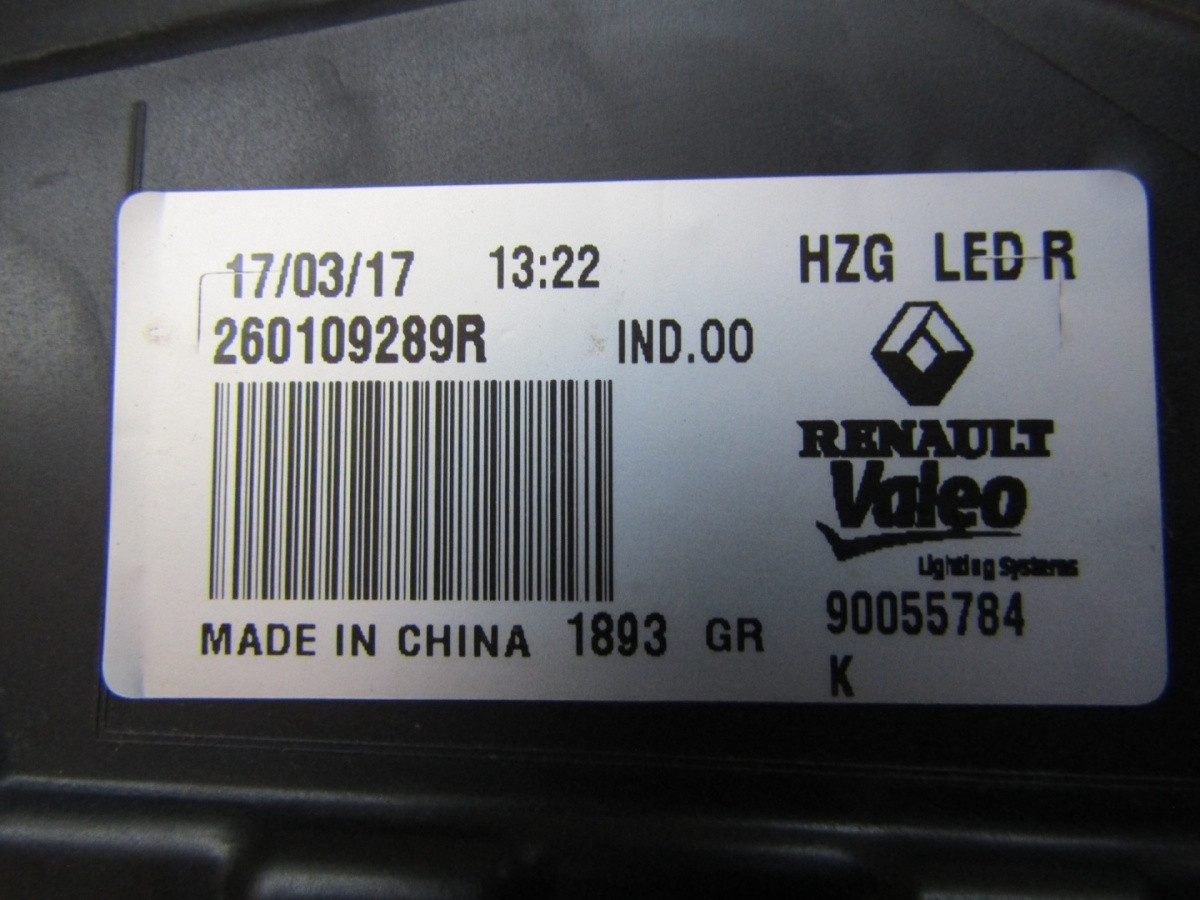 17/03/17 13:22 HZG LED R
260109289R IND.00
RENAULT
Valeo
Lighting Systems
MADE IN CHINA 1893 GR 90055784
K